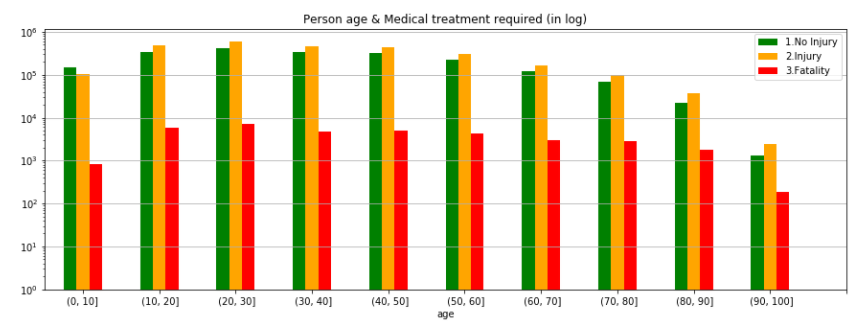 Person age & Medical treatment required (in log)
10⁶
10⁵
10⁴
10³
10²
10¹
10⁰
1.No Injury
2.Injury
3.Fatality
(0, 10] (10, 20] (20, 30] (30, 40] (40, 50] (50, 60] (60, 70] (70, 80] (80, 90] (90, 100]
age